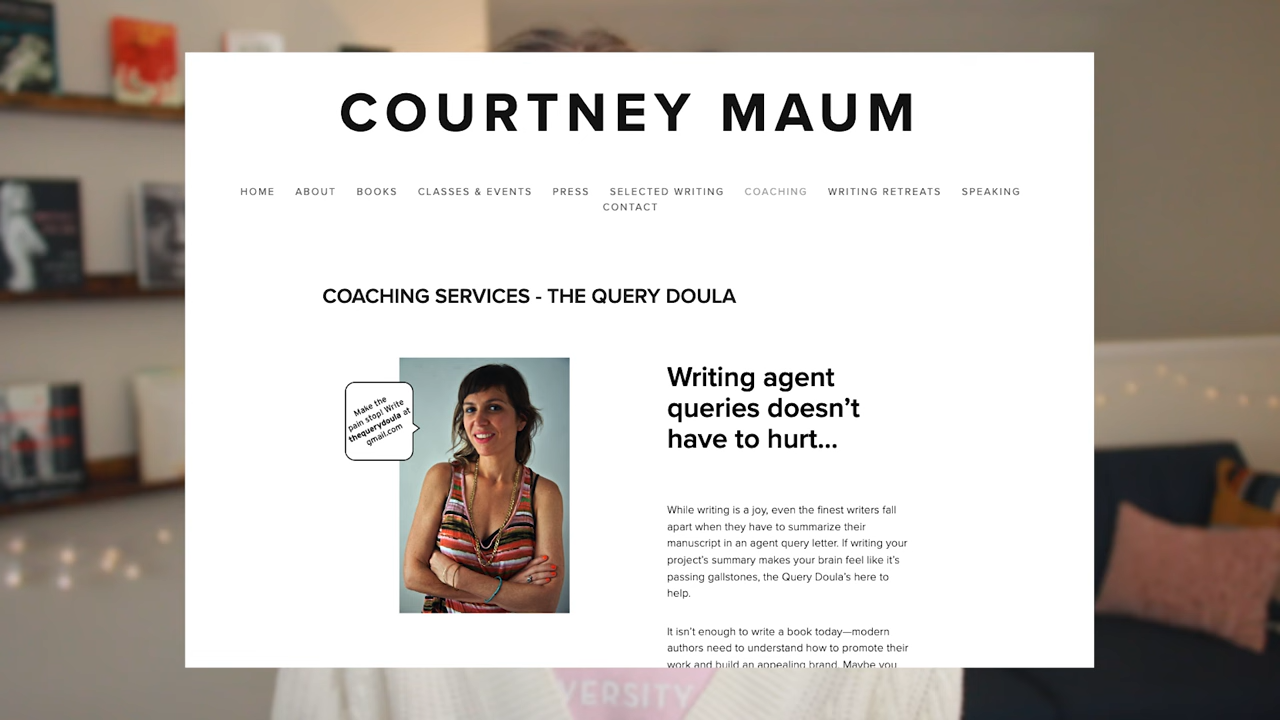 COURTNEY MAUM
HOME ABOUT BOOKS CLASSES & EVENTS PRESS SELECTED WRITING COACHING WRITING RETREATS SPEAKING
CONTACT
COACHING SERVICES - THE QUERY DOULA
Make the
pain stop! Write
thequerydoula at
gmail.com
Writing agent
queries doesn't
have to hurt...
While writing is a joy, even the finest writers fall
apart when they have to summarize their
manuscript in an agent query letter. If writing your
project's summary makes your brain feel like it's
passing gallstones, the Query Doula's here to
help.
It isn't enough to write a book today—modern
authors need to understand how to promote their
work and build an appealing brand. Maybe you
VERSITY